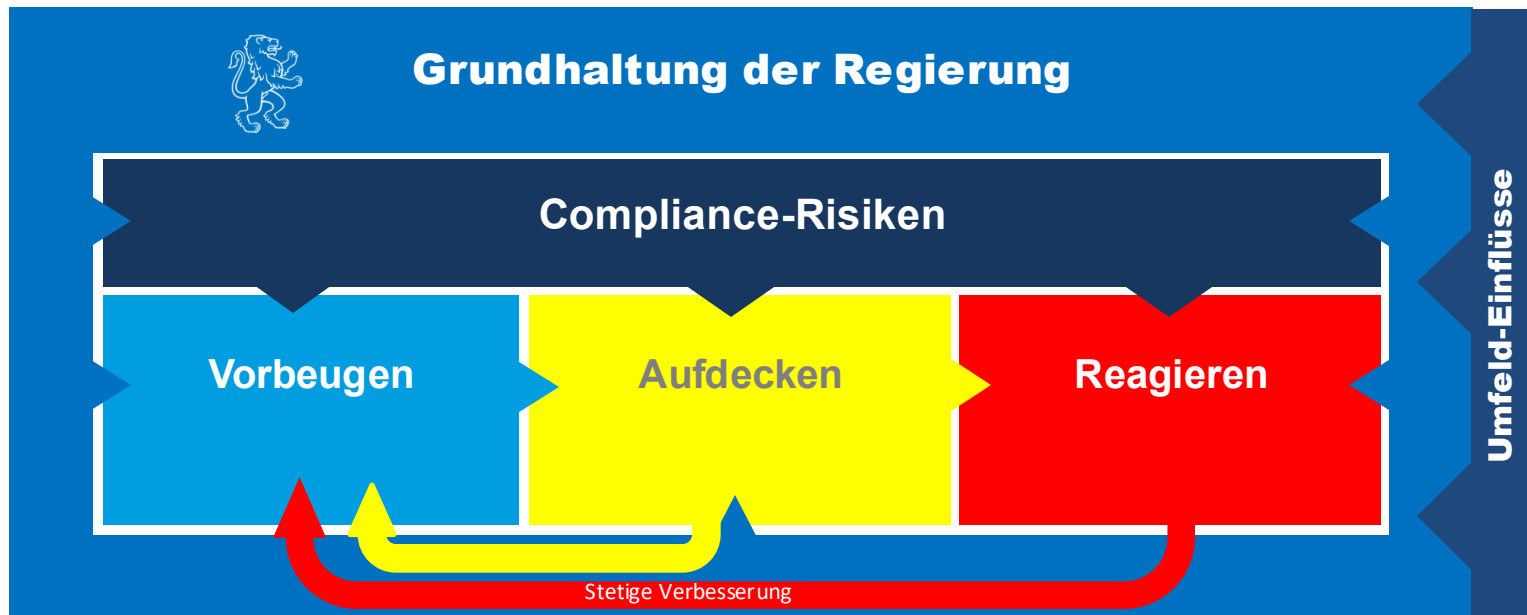 Grundhaltung der Regierung
Compliance-Risiken
Vorbeugen
Aufdecken
Reagieren
Stetige Verbesserung
Umfeld-Einflüsse